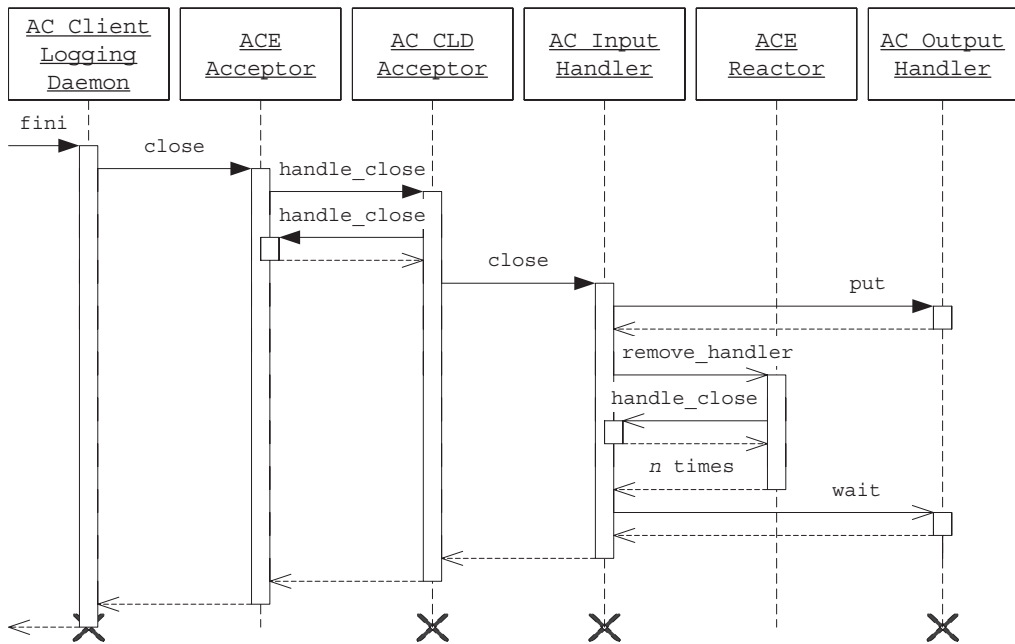 AC Client
Logging
Daemon
ACE
Acceptor
AC CLD
Acceptor
AC Input
Handler
ACE
Reactor
AC Output
Handler
fini
close
handle_close
handle_close
close
put
remove_handler
handle_close
n times
wait